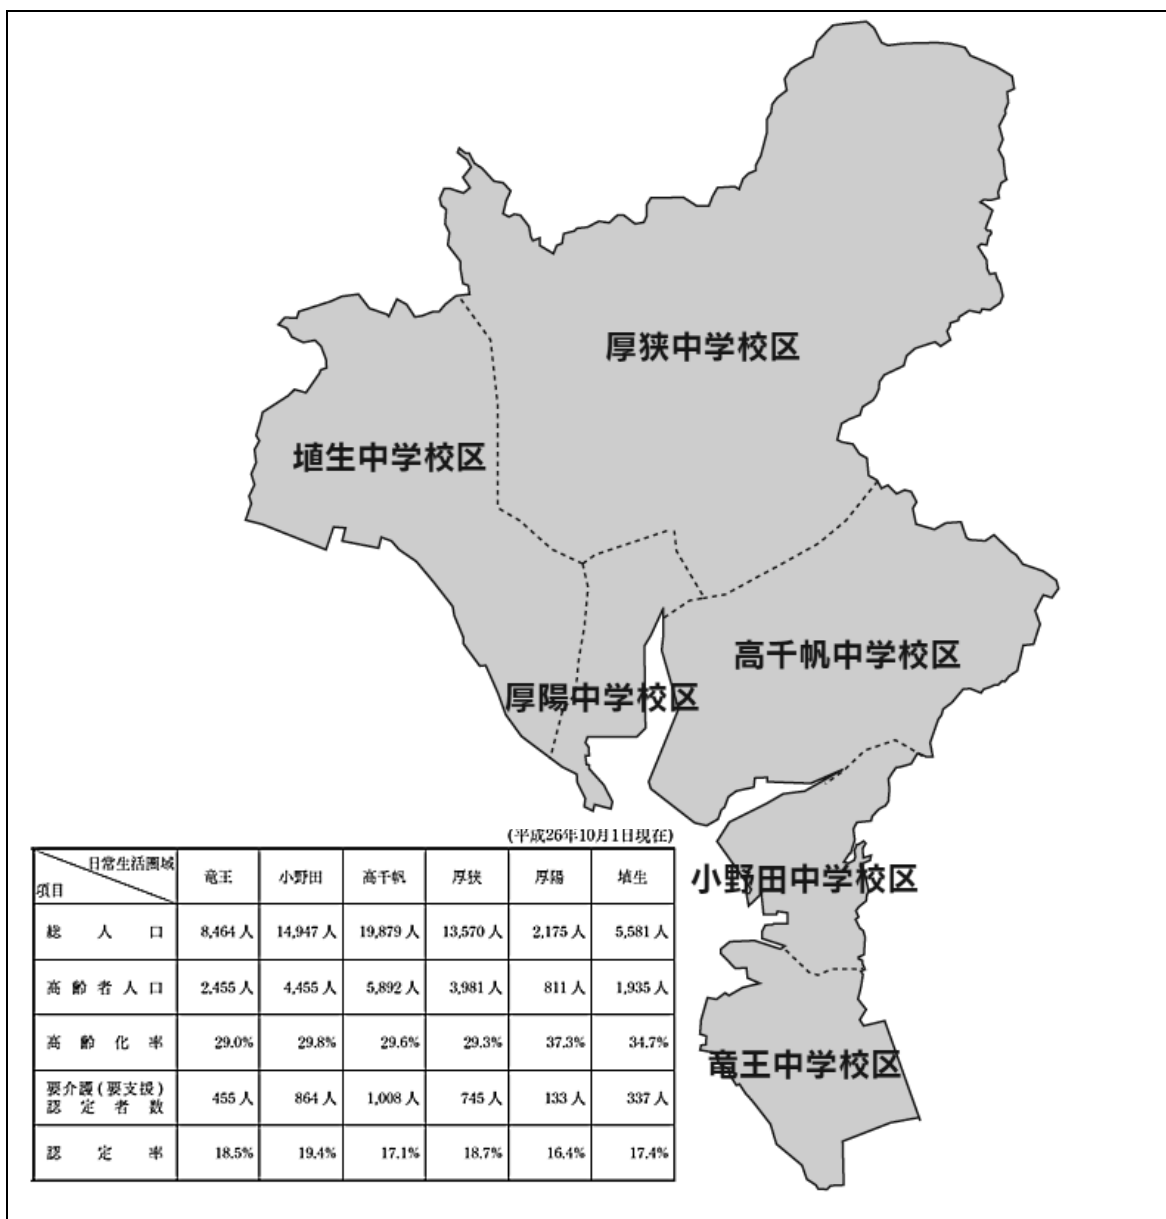 厚狭中学校区
埴生中学校区
高千帆中学校区
厚陽中学校区
(平成26年10月1日現在)
小野田中学校区
竜王中学校区
日常生活圏域
項目
竜王 小野田 高千帆 厚狭 厚陽 埴生
総人口 8,464人 14,947人 19,879人 13,570人 2,175人 5,581人
高齢者人口 2,455人 4,455人 5,892人 3,981人 811人 1,935人
高齢化率 29.0% 29.8% 29.6% 29.3% 37.3% 34.7%
要介護(要支援)
認定者数 455人 864人 1,008人 745人 133人 337人
認定率 18.5% 19.4% 17.1% 18.7% 16.4% 17.4%